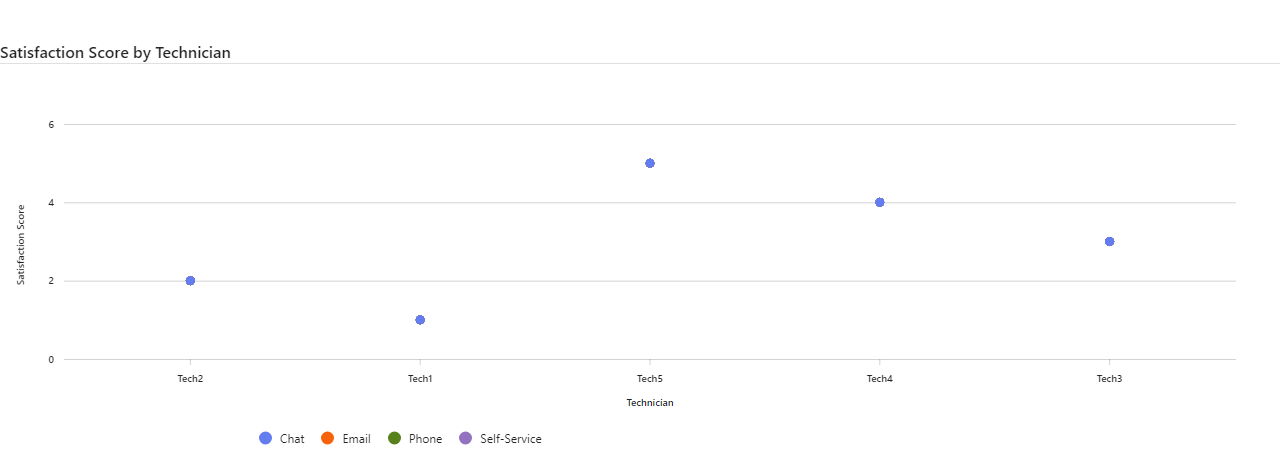 Satisfaction Score by Technician
6
4
2
0
Satisfaction Score
Tech2 Tech1 Tech5 Tech4 Tech3
Technician
Chat Email Phone Self-Service